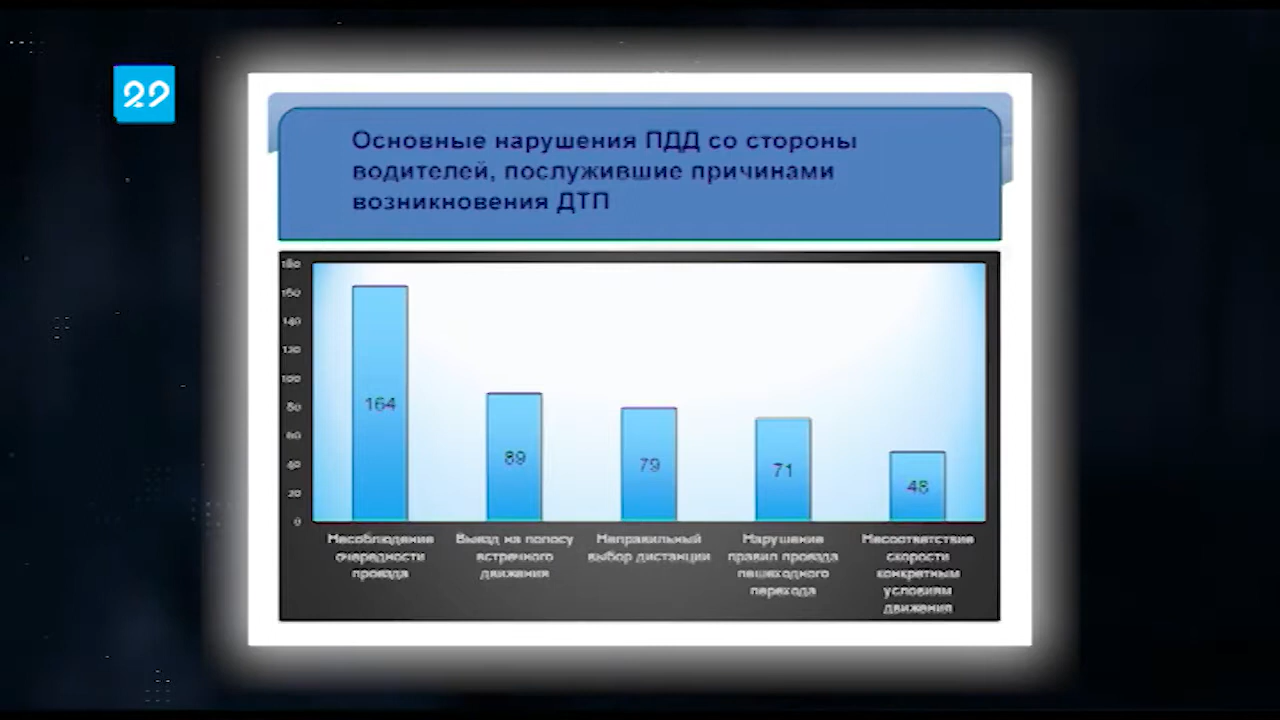 29
Основные нарушения ПДД со стороны
водителей, послужившие причинами
возникновения ДТП
180
160
140
120
100
80
60
40
20
0
164
89
79
71
48
Несоблюдение
очередности
проезда
Выезд на полосу
встречного
движения
Неправильный
выбор дистанции
Нарушение
правил проезда
пешеходного
перехода
Несоответствие
скорости
конкретным
условиям
движения